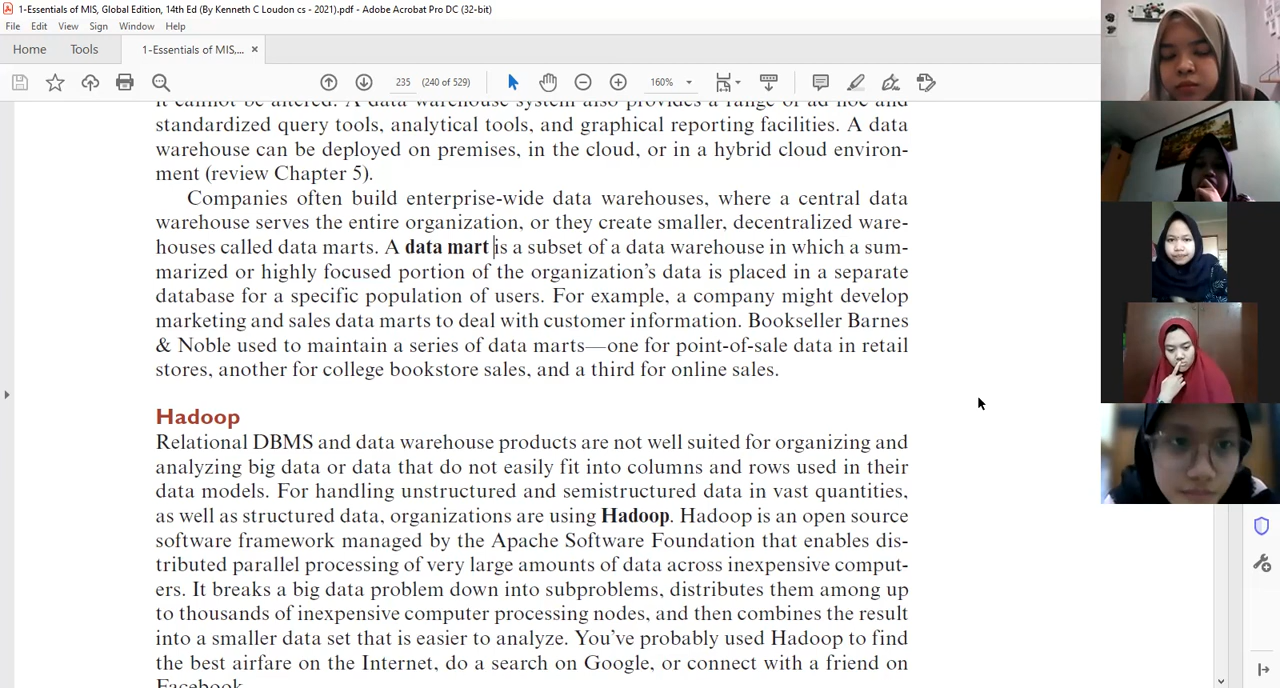 1-Essentials of MIS, Global Edition, 14th Ed (By Kenneth C Loudon cs - 2021).pdf - Adobe Acrobat Pro DC (32-bit)
File Edit View Sign Window Help
Home Tools 1-Essentials of MIS,... ×
235 (240 of 529) 160%
it cannot be altered. A data warehouse system also provides a range of ad hoc and
standardized query tools, analytical tools, and graphical reporting facilities. A data
warehouse can be deployed on premises, in the cloud, or in a hybrid cloud environ-
ment (review Chapter 5).
Companies often build enterprise-wide data warehouses, where a central data
warehouse serves the entire organization, or they create smaller, decentralized ware-
houses called data marts. A data mart is a subset of a data warehouse in which a sum-
marized or highly focused portion of the organization's data is placed in a separate
database for a specific population of users. For example, a company might develop
marketing and sales data marts to deal with customer information. Bookseller Barnes
& Noble used to maintain a series of data marts—one for point-of-sale data in retail
stores, another for college bookstore sales, and a third for online sales.
Hadoop
Relational DBMS and data warehouse products are not well suited for organizing and
analyzing big data or data that do not easily fit into columns and rows used in their
data models. For handling unstructured and semistructured data in vast quantities,
as well as structured data, organizations are using Hadoop. Hadoop is an open source
software framework managed by the Apache Software Foundation that enables dis-
tributed parallel processing of very large amounts of data across inexpensive comput-
ers. It breaks a big data problem down into subproblems, distributes them among up
to thousands of inexpensive computer processing nodes, and then combines the result
into a smaller data set that is easier to analyze. You've probably used Hadoop to find
the best airfare on the Internet, do a search on Google, or connect with a friend on
Facebook.